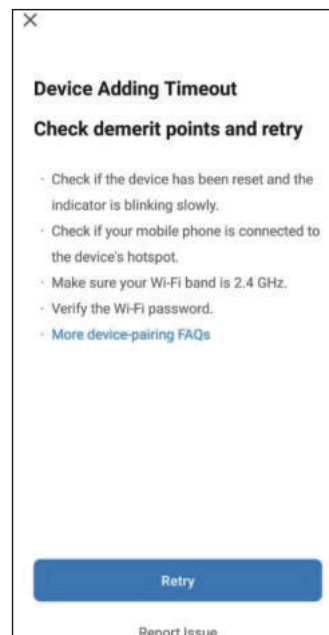 Device Adding Timeout
Check demerit points and retry
· Check if the device has been reset and the
indicator is blinking slowly.
· Check if your mobile phone is connected to
the device's hotspot.
· Make sure your Wi-Fi band is 2.4 GHz.
· Verify the Wi-Fi password.
· More device-pairing FAQs
Retry
Report Issue